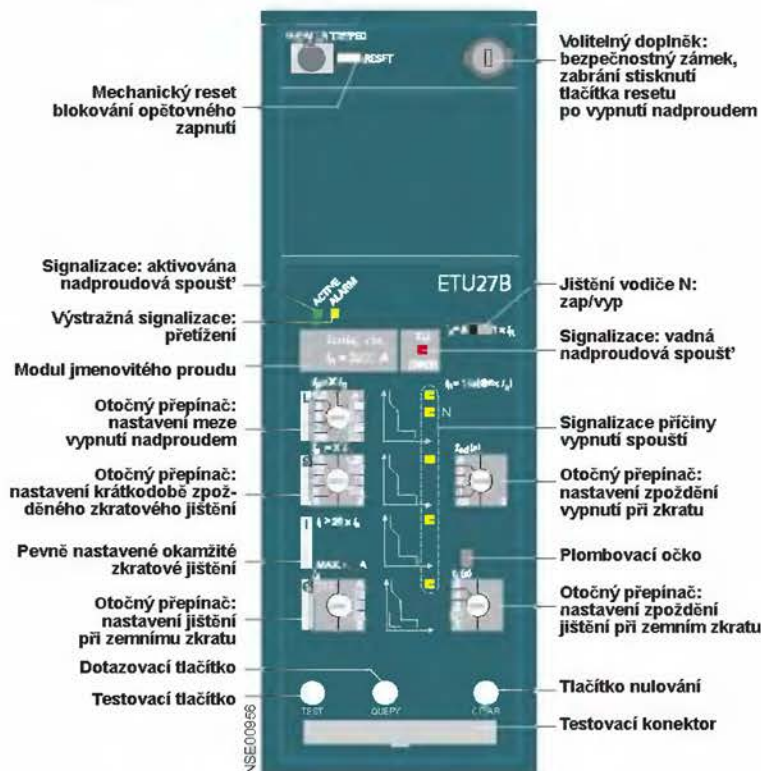 RESET
Mechanický reset
blokování opětovného
zapnutí
Volitelný doplněk:
bezpečnostný zámek,
zabrání stisknutí
tlačítka resetu
po vypnutí nadproudem
Signalizace: aktivována
nadproudová spoušť
Výstražná signalizace:
přetížení
Modul jmenovitého proudu
Otočný přepínač:
nastavení meze
vypnutí nadproudem
Otočný přepínač:
nastavení krátkodobě zpož-
děného zkratového jištění
Pevně nastavené okamžité
zkratové jištění
Otočný přepínač:
nastavení jištění
při zemnímu zkratu
Dotazovací tlačítko
Testovací tlačítko
ACTIVE
ALARM
ETU27B
L
N
S
I
MAX. A
TEST
QUERY
CLEAR
NSE00956
Jištění vodiče N:
zap/vyp
Signalizace: vadná
nadproudová spoušť
Signalizace příčiny
vypnutí spouští
Otočný přepínač:
nastavení zpoždění
vypnutí při zkratu
Plombovací očko
Otočný přepínač:
nastavení zpoždění
jištění při zemním zkratu
Tlačítko nulování
Testovací konektor